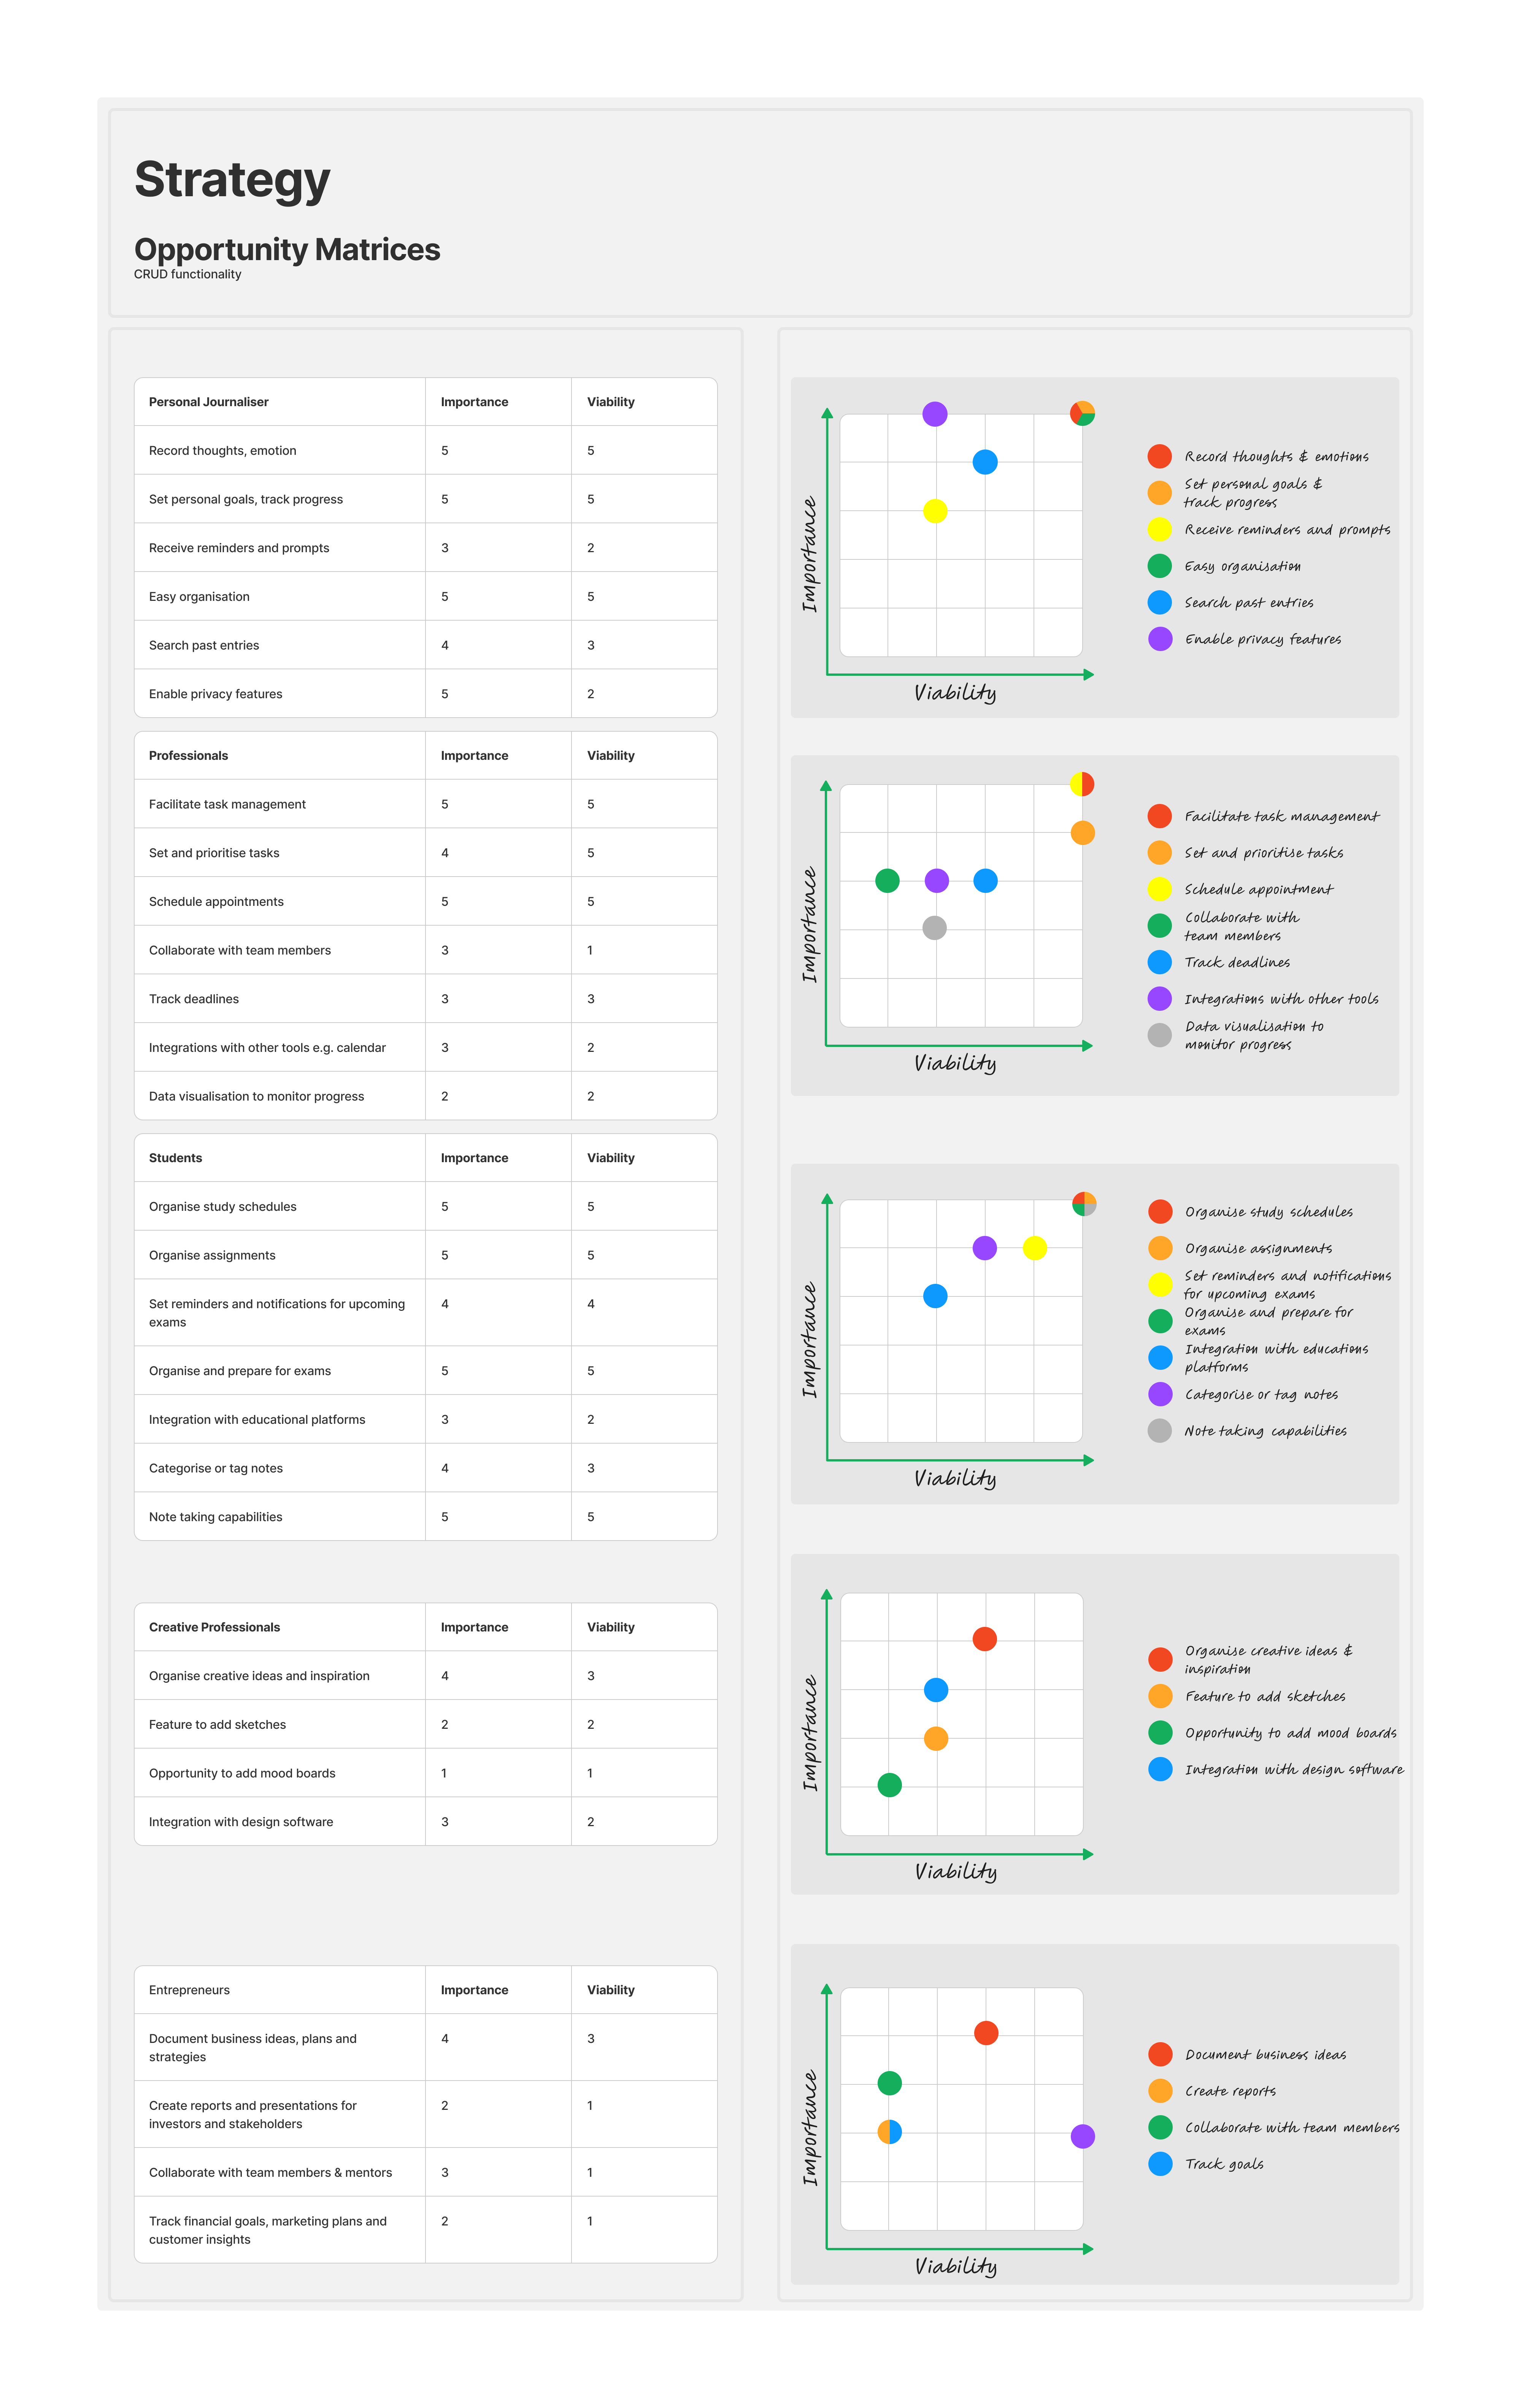 Strategy
Opportunity Matrices
CRUD functionality
Personal Journaliser Importance Viability
Record thoughts, emotion 5 5
Set personal goals, track progress 5 5
Receive reminders and prompts 3 2
Easy organisation 5 5
Search past entries 4 3
Enable privacy features 5 2
Importance
Viability
Record thoughts & emotions
Set personal goals &
track progress
Receive reminders and prompts
Easy organisation
Search past entries
Enable privacy features
Professionals Importance Viability
Facilitate task management 5 5
Set and prioritise tasks 4 5
Schedule appointments 5 5
Collaborate with team members 3 1
Track deadlines 3 3
Integrations with other tools e.g. calendar 3 2
Data visualisation to monitor progress 2 2
Importance
Viability
Facilitate task management
Set and prioritise tasks
Schedule appointment
Collaborate with
team members
Track deadlines
Integrations with other tools
Data visualisation to
monitor progress
Students Importance Viability
Organise study schedules 5 5
Organise assignments 5 5
Set reminders and notifications for upcoming 4 4
exams
Organise and prepare for exams 5 5
Integration with educational platforms 3 2
Categorise or tag notes 4 3
Note taking capabilities 5 5
Importance
Viability
Organise study schedules
Organise assignments
Set reminders and notifications
for upcoming exams
Organise and prepare for
exams
Integration with educations
platforms
Categorise or tag notes
Note taking capabilities
Creative Professionals Importance Viability
Organise creative ideas and inspiration 4 3
Feature to add sketches 2 2
Opportunity to add mood boards 1 1
Integration with design software 3 2
Importance
Viability
Organise creative ideas &
inspiration
Feature to add sketches
Opportunity to add mood boards
Integration with design software
Entrepreneurs Importance Viability
Document business ideas, plans and 4 3
strategies
Create reports and presentations for 2 1
investors and stakeholders
Collaborate with team members & mentors 3 1
Track financial goals, marketing plans and 2 1
customer insights
Importance
Viability
Document business ideas
Create reports
Collaborate with team members
Track goals